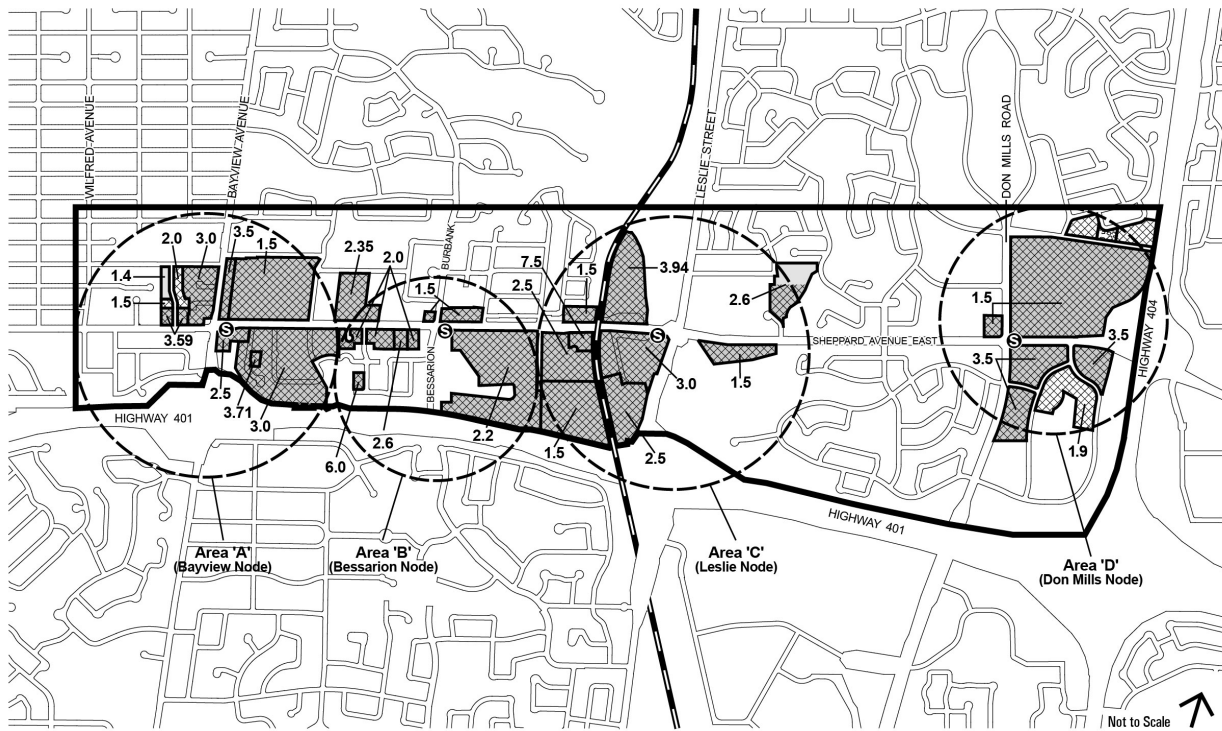 WILFRED AVENUE
BAYVIEW AVENUE
BURBANK
LESLIE STREET
DON MILLS ROAD
HIGHWAY 404
2.0
3.0
3.5
1.5
2.35
2.0
7.5
1.5
3.94
1.4
1.5
3.59
1.5
2.5
2.6
1.5
S
S
S
S
SHEPPARD AVENUE EAST
3.5
3.5
2.5
3.71
3.0
6.0
2.6
BESSARION
2.2
1.5
2.5
3.0
1.5
1.9
HIGHWAY 401
HIGHWAY 401
Area 'A'
(Bayview Node)
Area 'B'
(Bessarion Node)
Area 'C'
(Leslie Node)
Area 'D'
(Don Mills Node)
Not to Scale